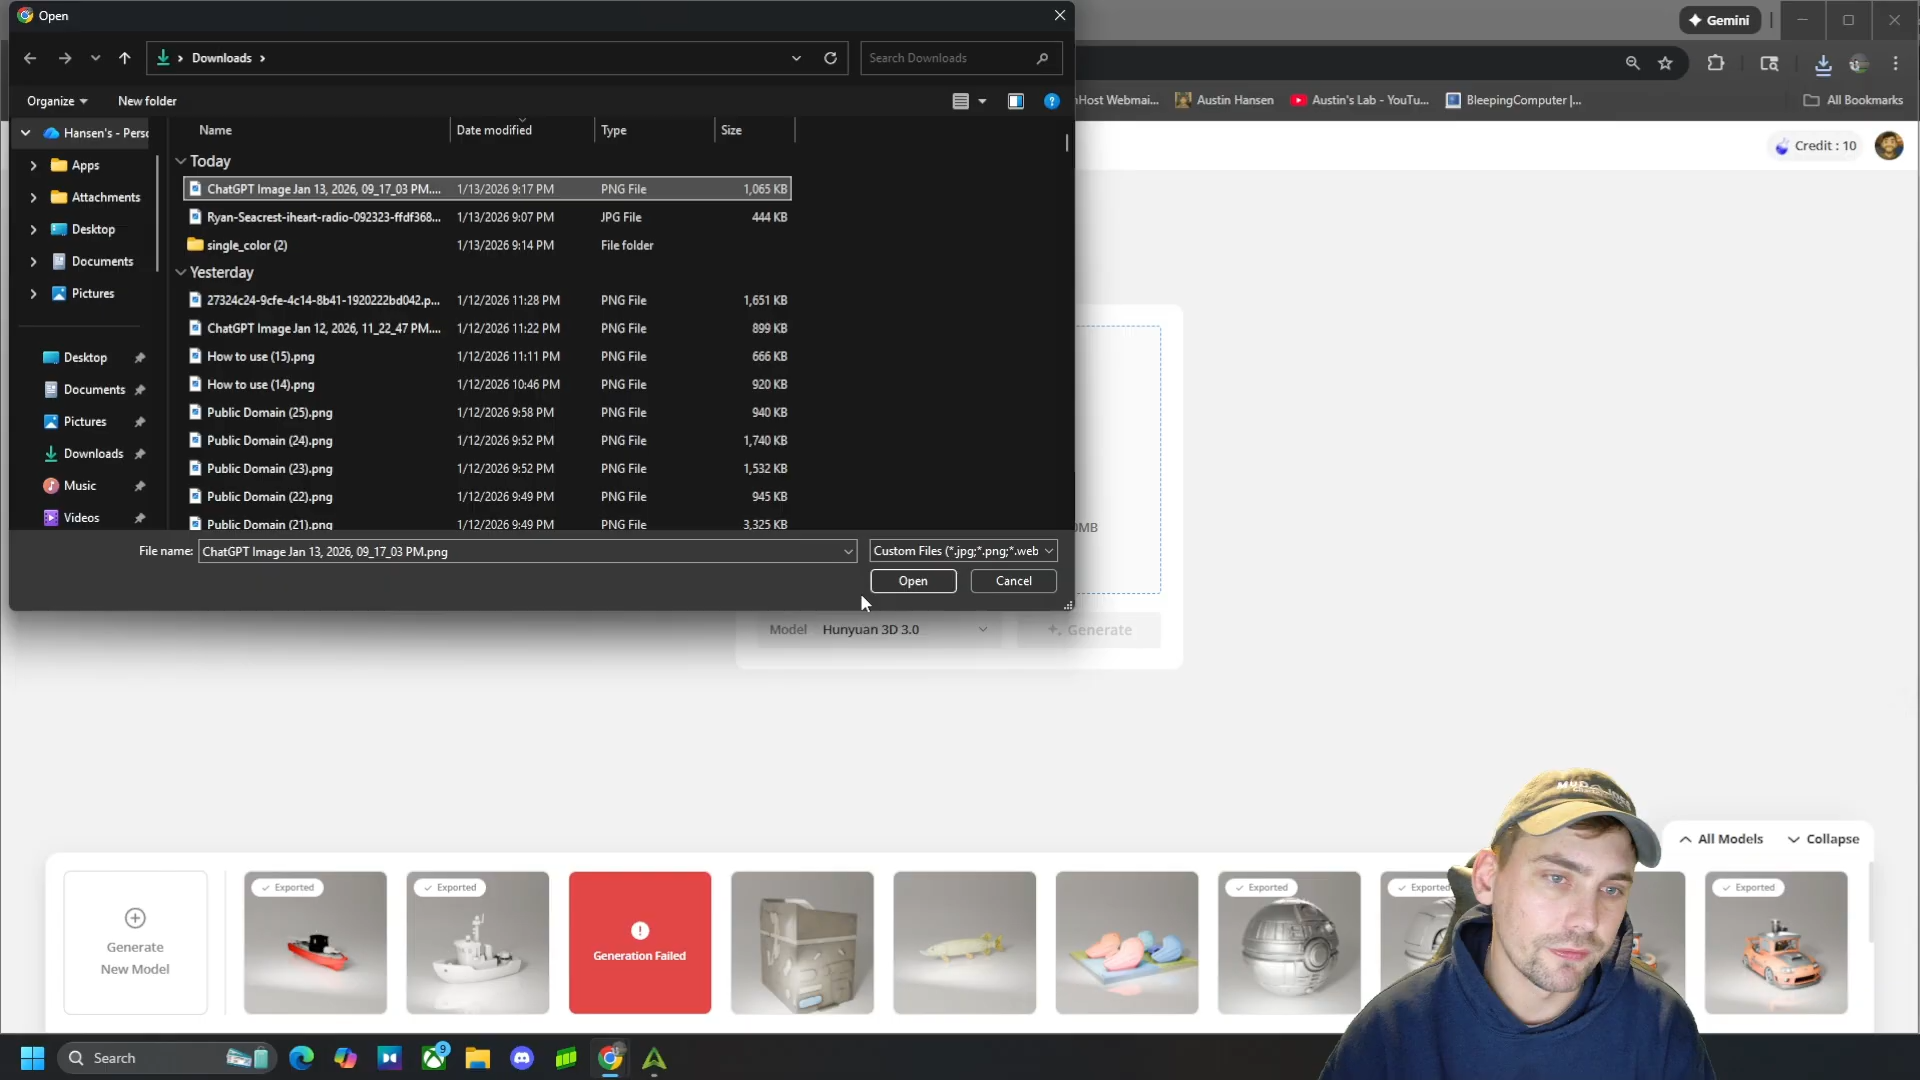 Open
Gemini
Downloads
Search Downloads
Organize
New folder
Host Webmai...
Austin Hansen
Austin's Lab - YouTu...
BleepingComputer |...
All Bookmarks
Hansen's - Pers
Name
Date modified
Type
Size
Credit : 10
Apps
Attachments
Desktop
Documents
Pictures
Today
ChatGPT Image Jan 13, 2026, 09_17_03 PM.... 1/13/2026 9:17 PM PNG File 1,065 KB
Ryan-Seacrest-iheart-radio-092323-ffdf368... 1/13/2026 9:07 PM JPG File 444 KB
single_color (2) 1/13/2026 9:14 PM File folder
Yesterday
27324c24-9cfe-4c14-8b41-1920222bd042.p... 1/12/2026 11:28 PM PNG File 1,651 KB
ChatGPT Image Jan 12, 2026, 11_22_47 PM.... 1/12/2026 11:22 PM PNG File 899 KB
How to use (15).png 1/12/2026 11:11 PM PNG File 666 KB
How to use (14).png 1/12/2026 10:46 PM PNG File 920 KB
Public Domain (25).png 1/12/2026 9:58 PM PNG File 940 KB
Public Domain (24).png 1/12/2026 9:52 PM PNG File 1,740 KB
Public Domain (23).png 1/12/2026 9:52 PM PNG File 1,532 KB
Public Domain (22).png 1/12/2026 9:49 PM PNG File 945 KB
Public Domain (21).png 1/12/2026 9:49 PM PNG File 3,325 KB
Desktop
Documents
Pictures
Downloads
Music
Videos
0MB
File name: ChatGPT Image Jan 13, 2026, 09_17_03 PM.png
Custom Files (*.jpg;*.png;*.web
Open
Cancel
Model Hunyuan 3D 3.0
Generate
All Models
Collapse
Generate
New Model
Exported
Exported
Generation Failed
Exported
Exported
Exported
Search
9